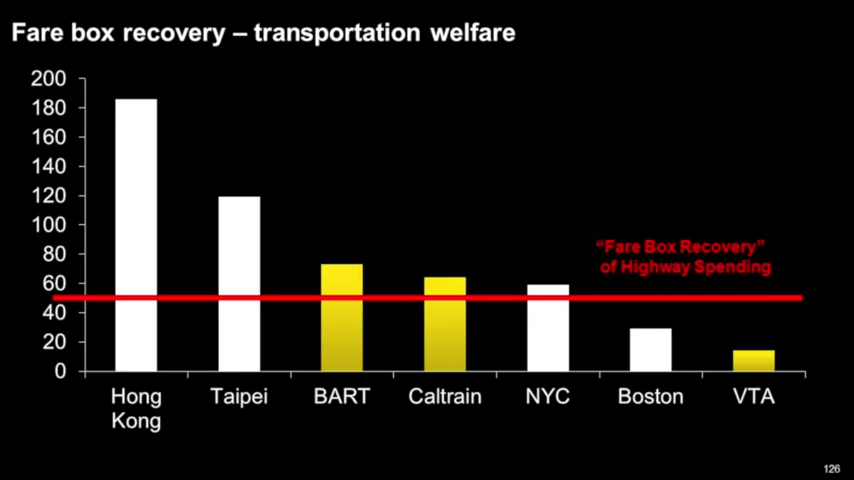 Fare box recovery – transportation welfare
200
180
160
140
120
100
80
60
40
20
0
“Fare Box Recovery”
of Highway Spending
Hong Taipei BART Caltrain NYC Boston VTA
Kong
126